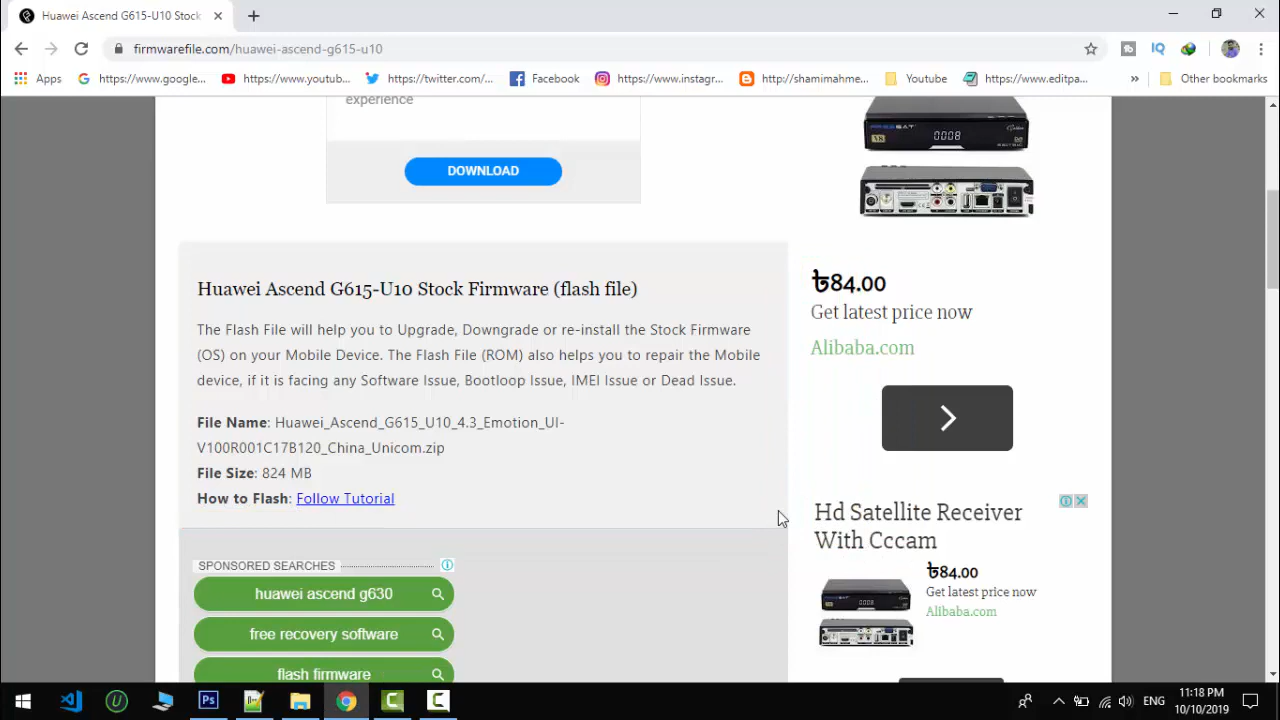 Huawei Ascend G615-U10 Stock
firmwarefile.com/huawei-ascend-g615-u10
Apps
https://www.google...
https://www.youtub...
https://twitter.com/...
Facebook
https://www.instagr...
http://shamimahme...
Youtube
https://www.editpa...
Other bookmarks
experience
DOWNLOAD
0008
Huawei Ascend G615-U10 Stock Firmware (flash file)
The Flash File will help you to Upgrade, Downgrade or re-install the Stock Firmware
(OS) on your Mobile Device. The Flash File (ROM) also helps you to repair the Mobile
device, if it is facing any Software Issue, Bootloop Issue, IMEI Issue or Dead Issue.
File Name: Huawei_Ascend_G615_U10_4.3_Emotion_UI-
V100R001C17B120_China_Unicom.zip
File Size: 824 MB
How to Flash: Follow Tutorial
SPONSORED SEARCHES
huawei ascend g630
free recovery software
flash firmware
৳84.00
Get latest price now
Alibaba.com
Hd Satellite Receiver
With Cccam
৳84.00
Get latest price now
Alibaba.com
ENG
11:18 PM
10/10/2019